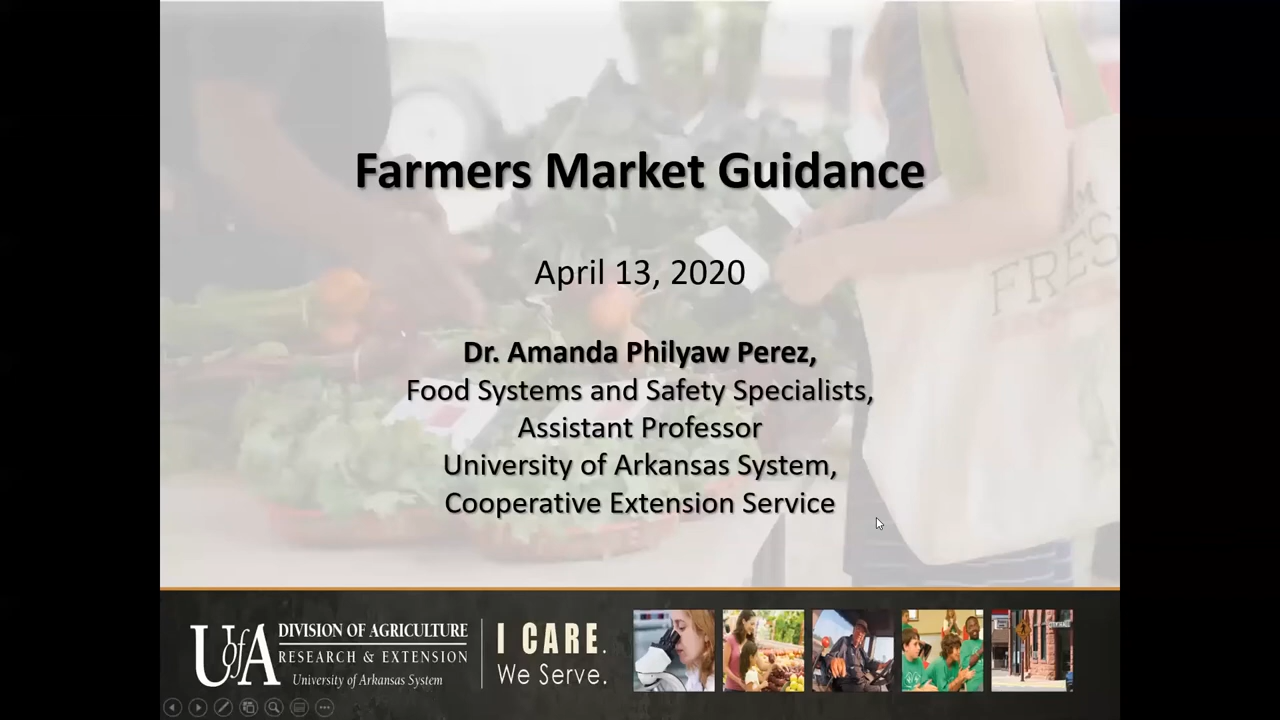 Farmers Market Guidance
April 13, 2020
Dr. Amanda Philyaw Perez,
Food Systems and Safety Specialists,
Assistant Professor
University of Arkansas System,
Cooperative Extension Service
FRES
UofA
DIVISION OF AGRICULTURE
RESEARCH & EXTENSION
University of Arkansas System
I CARE.
We Serve.